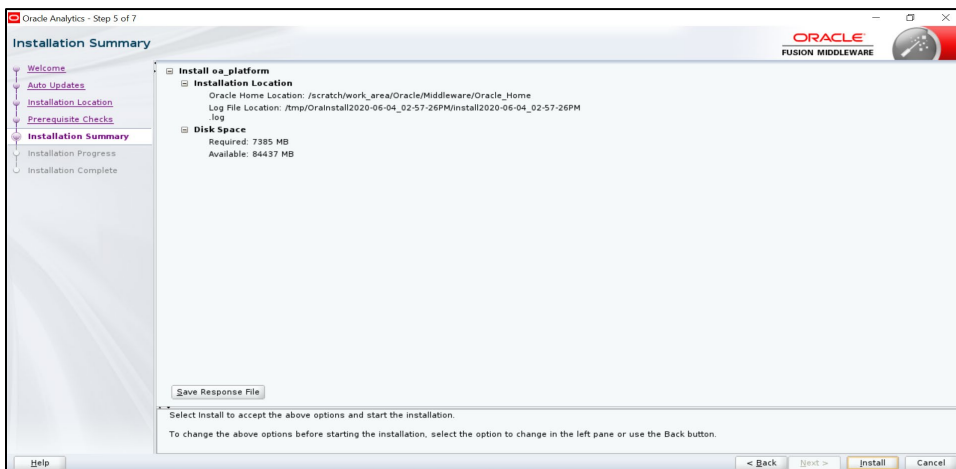 Oracle Analytics - Step 5 of 7
Installation Summary
ORACLE
FUSION MIDDLEWARE
Welcome
Auto Updates
Installation Location
Prerequisite Checks
Installation Summary
Installation Progress
Installation Complete
Install oa_platform
Installation Location
Oracle Home Location: /scratch/work_area/Oracle/Middleware/Oracle_Home
Log File Location: /tmp/OraInstall2020-06-04_02-57-26PM/install2020-06-04_02-57-26PM
.log
Disk Space
Required: 7385 MB
Available: 84437 MB
Save Response File
Select Install to accept the above options and start the installation.
To change the above options before starting the installation, select the option to change in the left pane or use the Back button.
Help
< Back
Next >
Install
Cancel